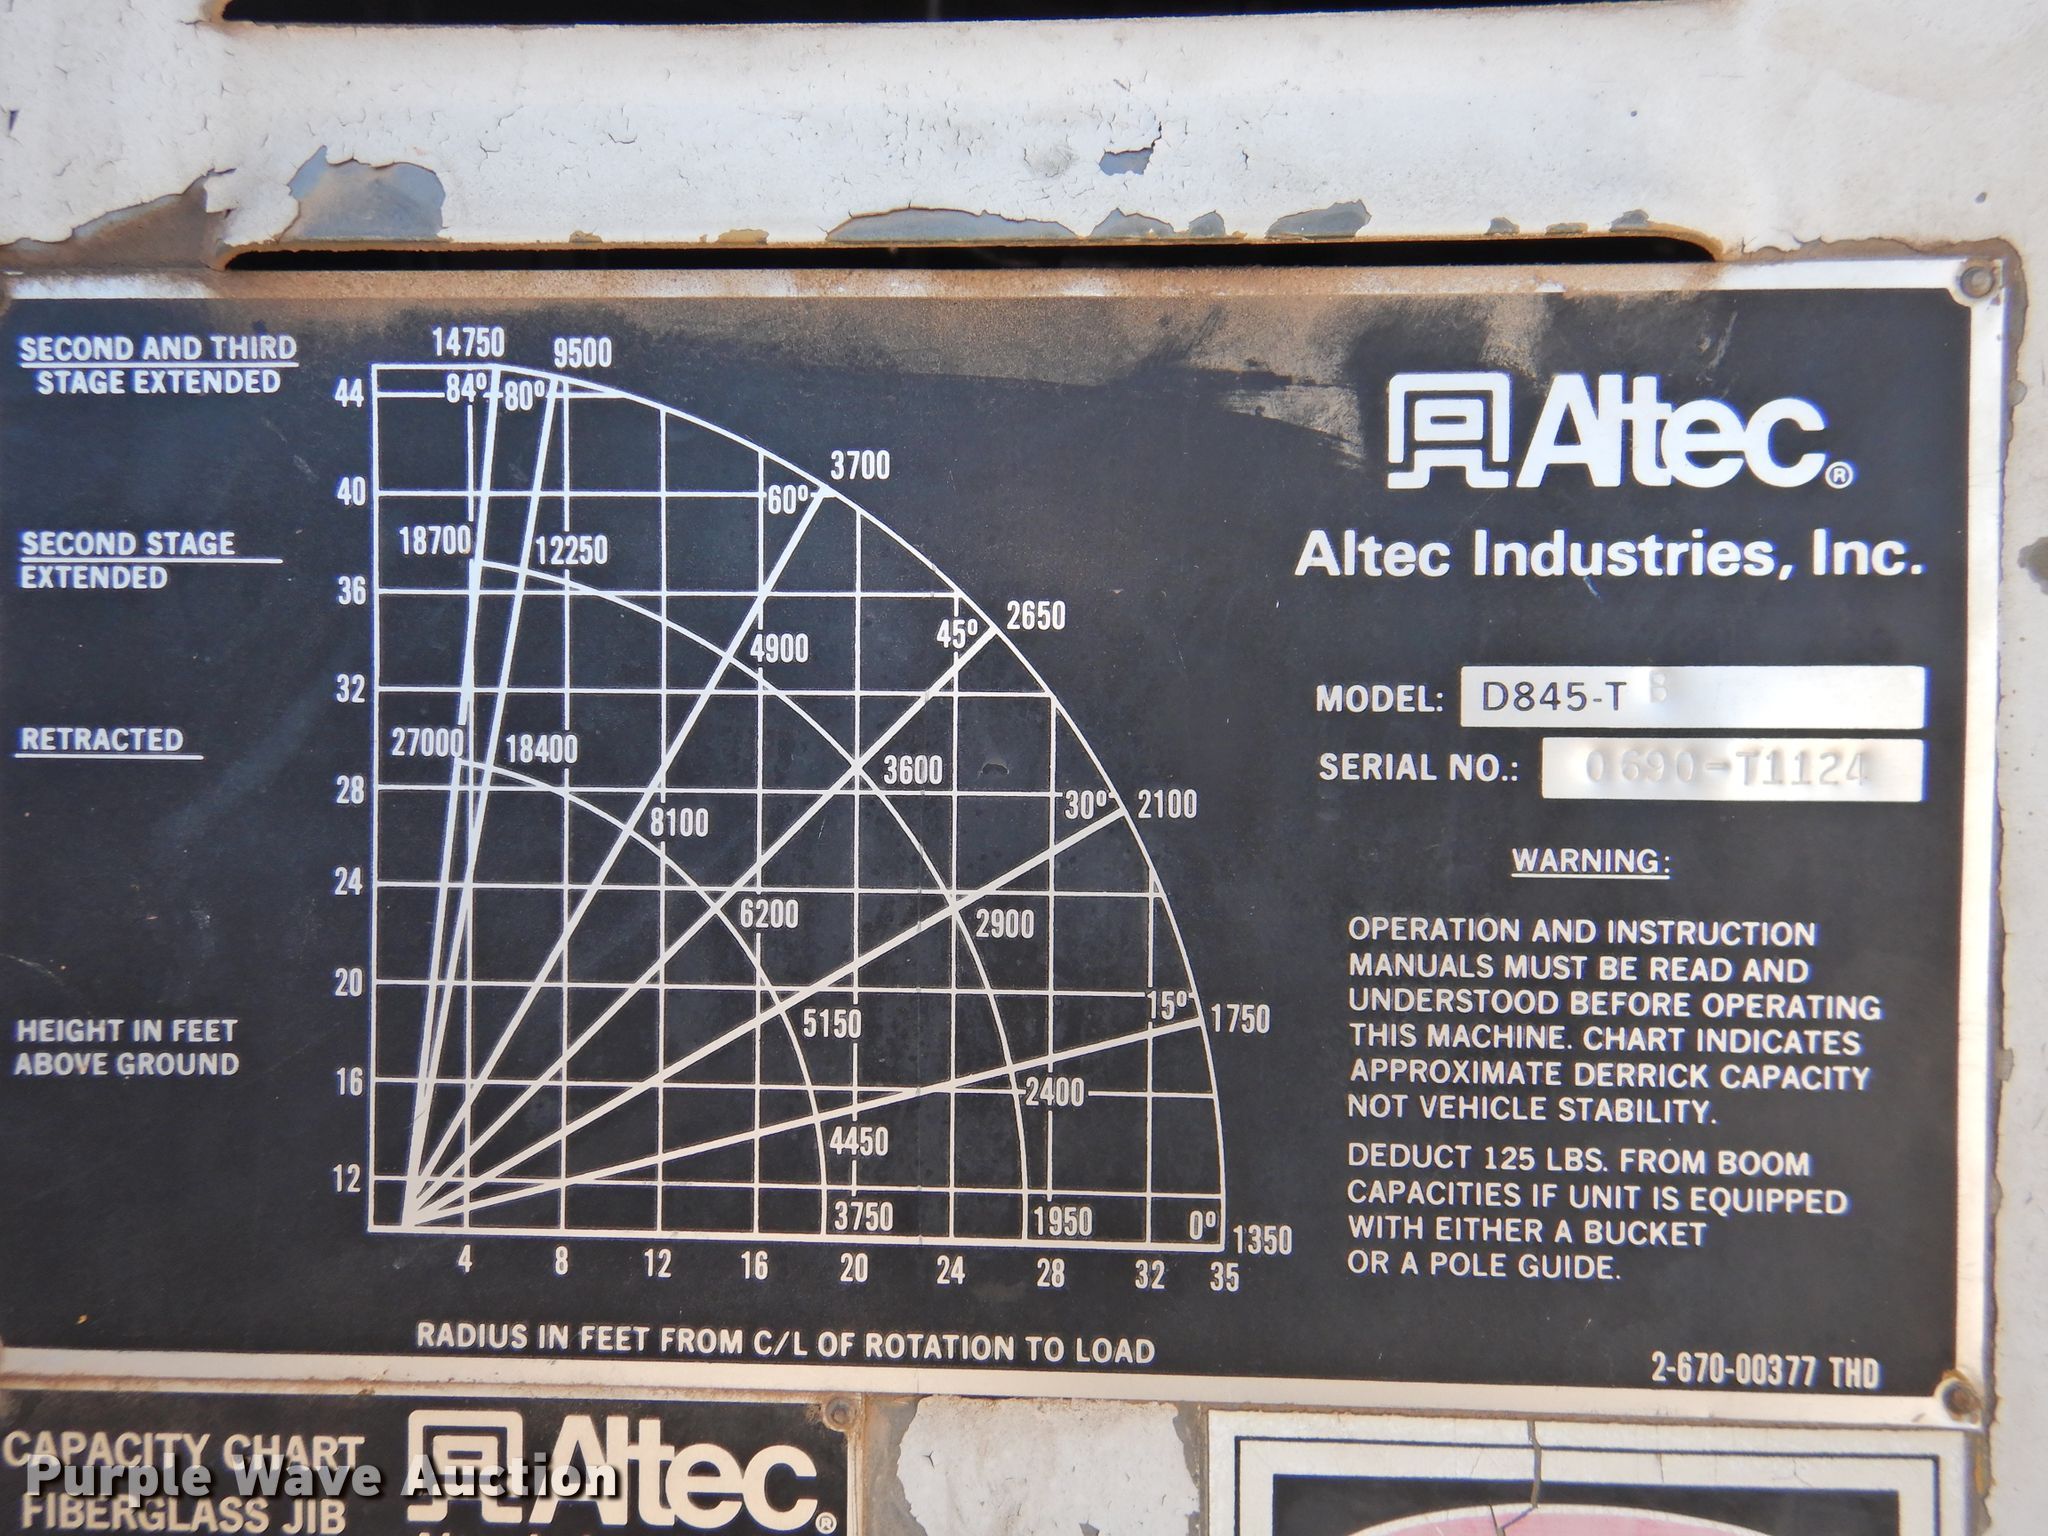 SECOND AND THIRD
STAGE EXTENDED
14750
9500
84°
80°
44
3700
60°
40
SECOND STAGE
EXTENDED
18700
12250
36
2650
45°
4900
32
RETRACTED
27000
18400
3600
28
30°
2100
8100
24
6200
2900
20
15°
1750
5150
HEIGHT IN FEET
ABOVE GROUND
16
2400
4450
12
3750
1950
0°
1350
4 8 12 16 20 24 28 32 35
RADIUS IN FEET FROM C/L OF ROTATION TO LOAD
Altec®
Altec Industries, Inc.
MODEL: D845-TB
SERIAL NO.: 0690-T1124
WARNING:
OPERATION AND INSTRUCTION
MANUALS MUST BE READ AND
UNDERSTOOD BEFORE OPERATING
THIS MACHINE. CHART INDICATES
APPROXIMATE DERRICK CAPACITY
NOT VEHICLE STABILITY.
DEDUCT 125 LBS. FROM BOOM
CAPACITIES IF UNIT IS EQUIPPED
WITH EITHER A BUCKET
OR A POLE GUIDE.
2-670-00377 THD
CAPACITY CHART
FIBERGLASS JIB
Altec®
Purple Wave Auction